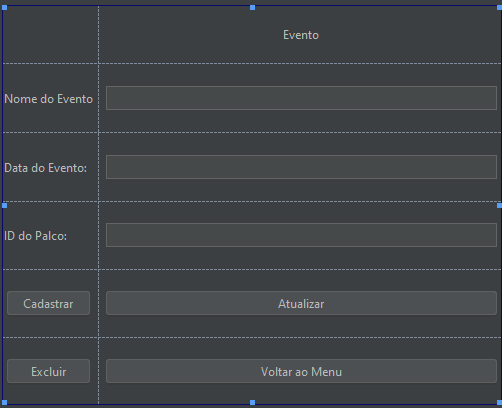 Evento
Nome do Evento
Data do Evento:
ID do Palco:
Cadastrar
Atualizar
Excluir
Voltar ao Menu